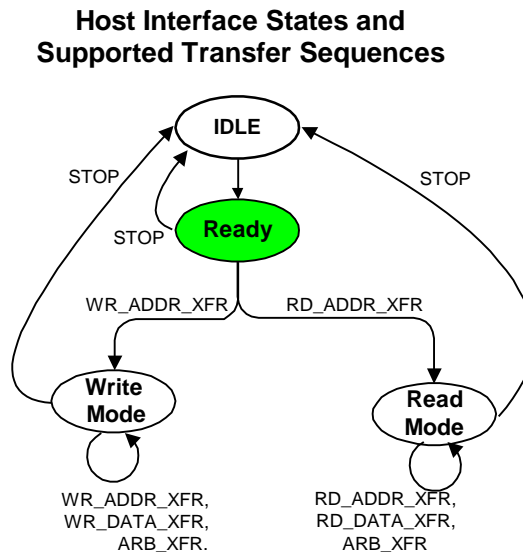 Host Interface States and
Supported Transfer Sequences
IDLE
STOP
STOP
STOP
Ready
WR_ADDR_XFR
RD_ADDR_XFR
Write
Mode
Read
Mode
WR_ADDR_XFR,
WR_DATA_XFR,
ARB_XFR.
RD_ADDR_XFR,
RD_DATA_XFR,
ARB_XFR